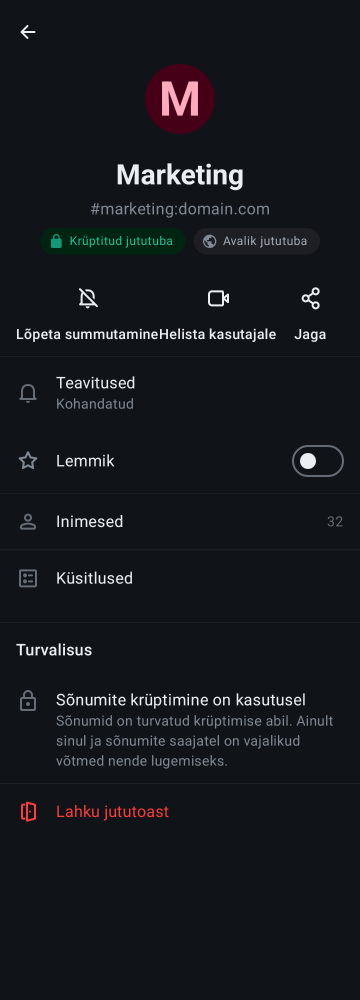 M
Marketing
#marketing:domain.com
Krüptitud jututuba
Avalik jututuba
Lõpeta summutamine Helista kasutajale Jaga
Teavitused
Kohandatud
Lemmik
Inimesed 32
Küsitlused
Turvalisus
Sõnumite krüptimine on kasutusel
Sõnumid on turvatud krüptimise abil. Ainult
sinul ja sõnumite saajatel on vajalikud
võtmed nende lugemiseks.
Lahku jututoast